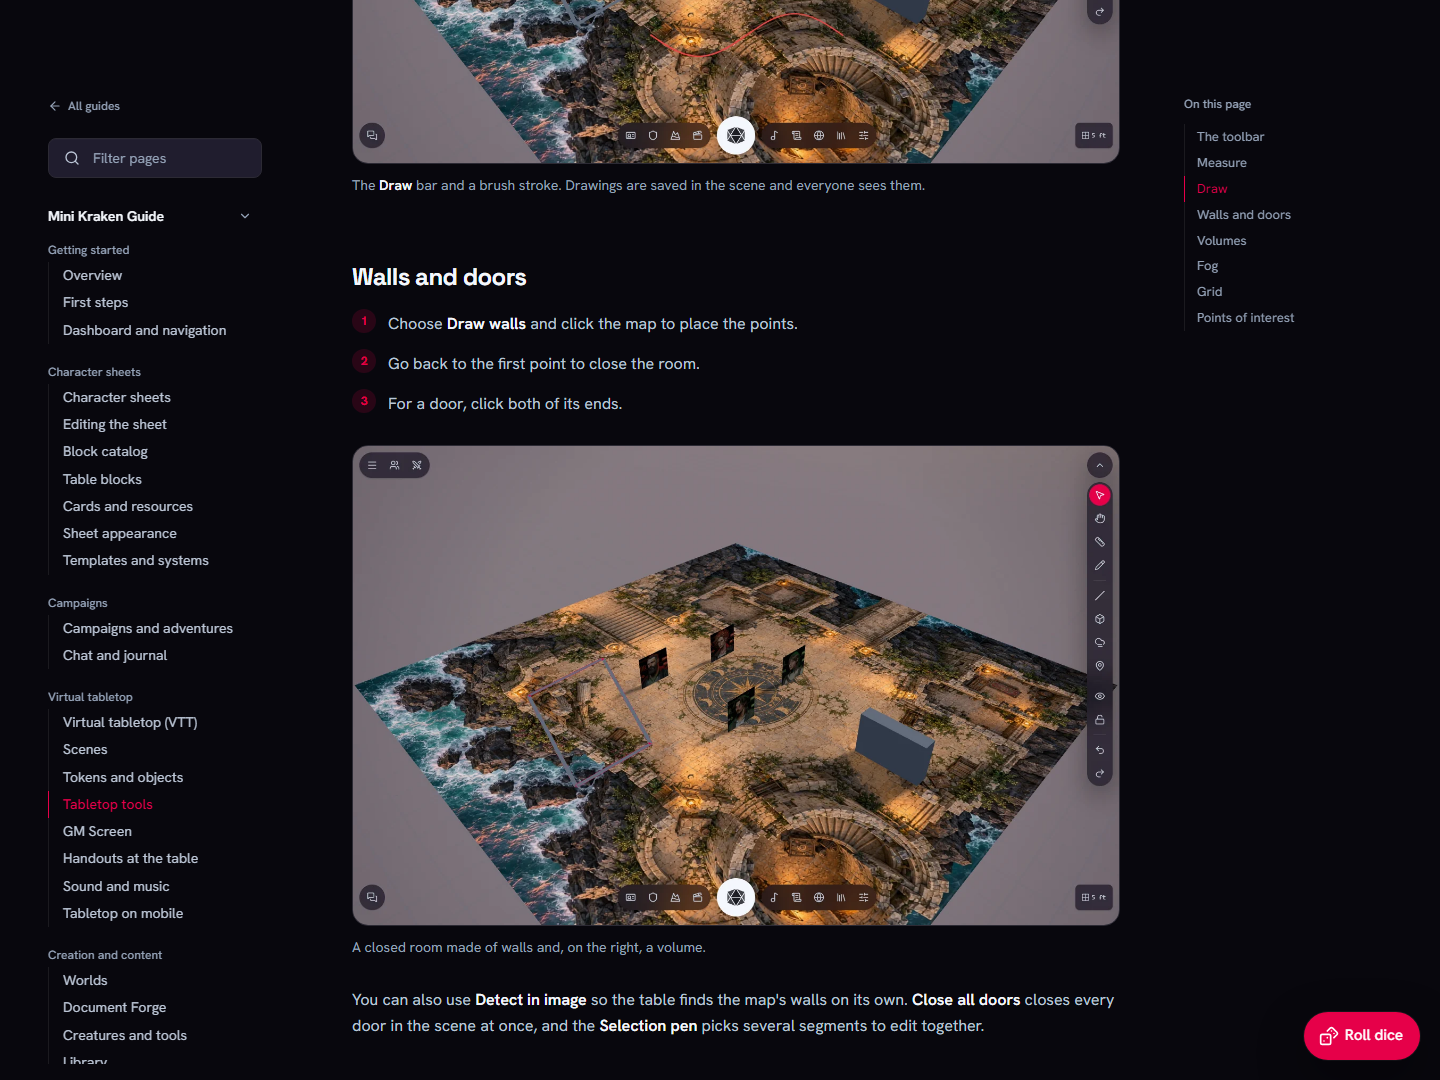 All guides
Filter pages
Mini Kraken Guide
Getting started
Overview
First steps
Dashboard and navigation
Character sheets
Character sheets
Editing the sheet
Block catalog
Table blocks
Cards and resources
Sheet appearance
Templates and systems
Campaigns
Campaigns and adventures
Chat and journal
Virtual tabletop
Virtual tabletop (VTT)
Scenes
Tokens and objects
Tabletop tools
GM Screen
Handouts at the table
Sound and music
Tabletop on mobile
Creation and content
Worlds
Document Forge
Creatures and tools
Library
5 ft
The Draw bar and a brush stroke. Drawings are saved in the scene and everyone sees them.
Walls and doors
1 Choose Draw walls and click the map to place the points.
2 Go back to the first point to close the room.
3 For a door, click both of its ends.
5 ft
A closed room made of walls and, on the right, a volume.
You can also use Detect in image so the table finds the map's walls on its own. Close all doors closes every
door in the scene at once, and the Selection pen picks several segments to edit together.
On this page
The toolbar
Measure
Draw
Walls and doors
Volumes
Fog
Grid
Points of interest
Roll dice